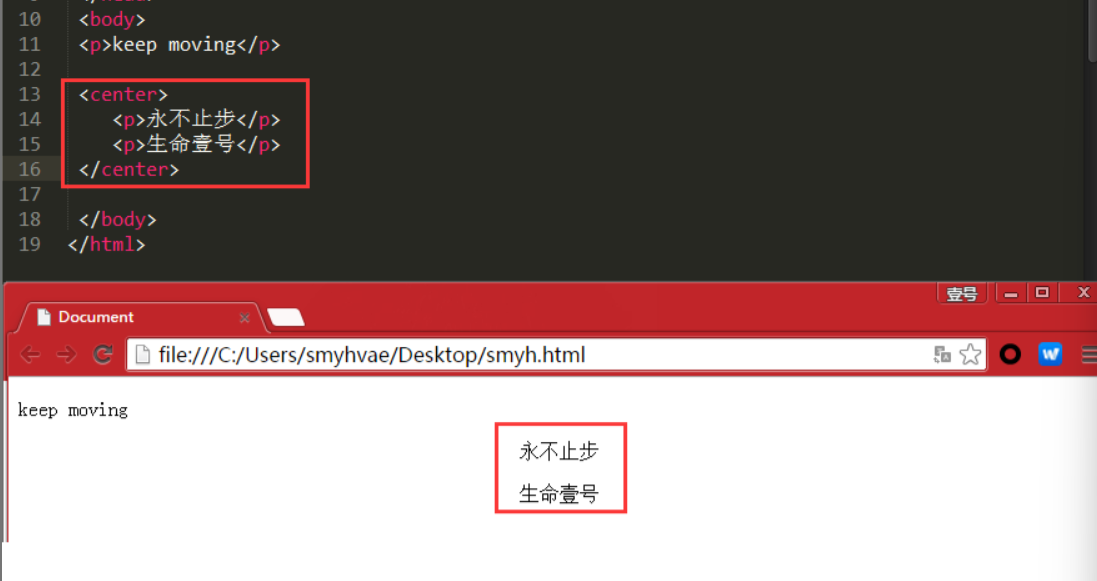 10 <body>
11 <p>keep moving</p>
12
13 <center>
14 <p>永不止步</p>
15 <p>生命壹号</p>
16 </center>
17
18 </body>
19 </html>
壹号
Document
file:///C:/Users/smyhvae/Desktop/smyh.html
W
keep moving
永不止步
生命壹号